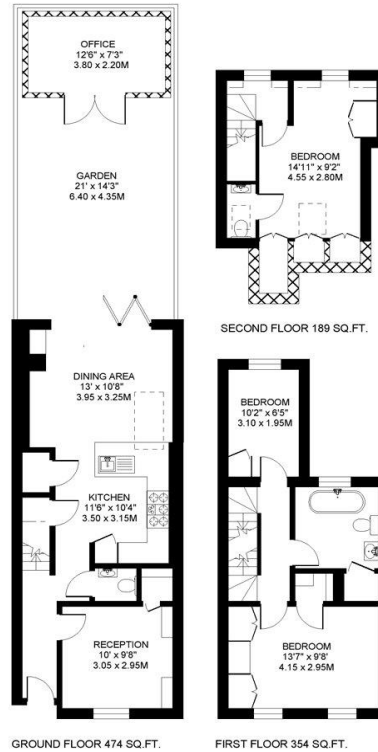 OFFICE
12'6" x 7'3"
3.80 x 2.20M
GARDEN
21' x 14'3"
6.40 x 4.35M
DINING AREA
13' x 10'8"
3.95 x 3.25M
KITCHEN
11'6" x 10'4"
3.50 x 3.15M
RECEPTION
10' x 9'8"
3.05 x 2.95M
GROUND FLOOR 474 SQ.FT.
BEDROOM
14'11" x 9'2"
4.55 x 2.80M
SECOND FLOOR 189 SQ.FT.
BEDROOM
10'2" x 6'5"
3.10 x 1.95M
BEDROOM
13'7" x 9'8'
4.15 x 2.95M
FIRST FLOOR 354 SQ.FT.